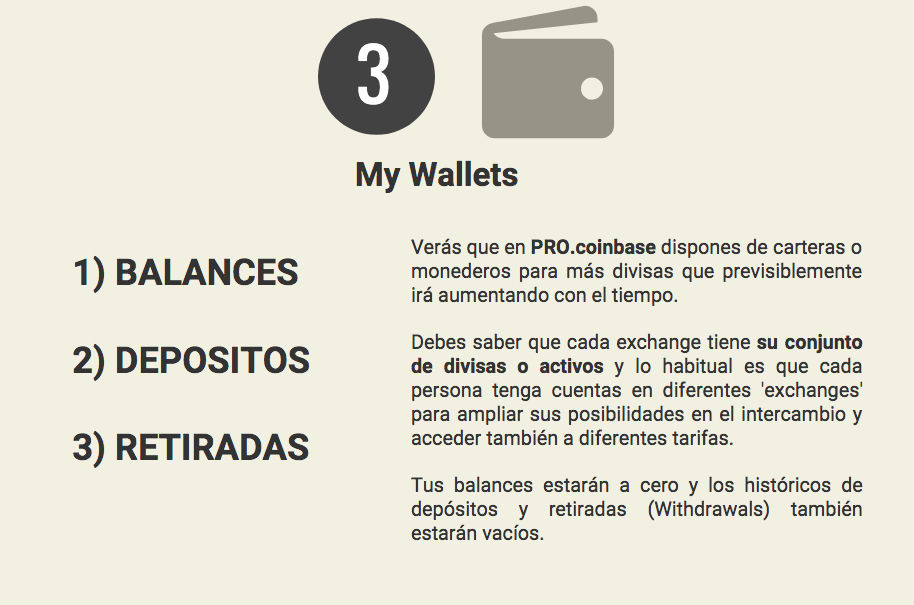 3
My Wallets
1) BALANCES
2) DEPOSITOS
3) RETIRADAS
Verás que en PRO.coinbase dispones de carteras o
monederos para más divisas que previsiblemente
irá aumentando con el tiempo.
Debes saber que cada exchange tiene su conjunto
de divisas o activos y lo habitual es que cada
persona tenga cuentas en diferentes 'exchanges'
para ampliar sus posibilidades en el intercambio y
acceder también a diferentes tarifas.
Tus balances estarán a cero y los históricos de
depósitos y retiradas (Withdrawals) también
estarán vacíos.